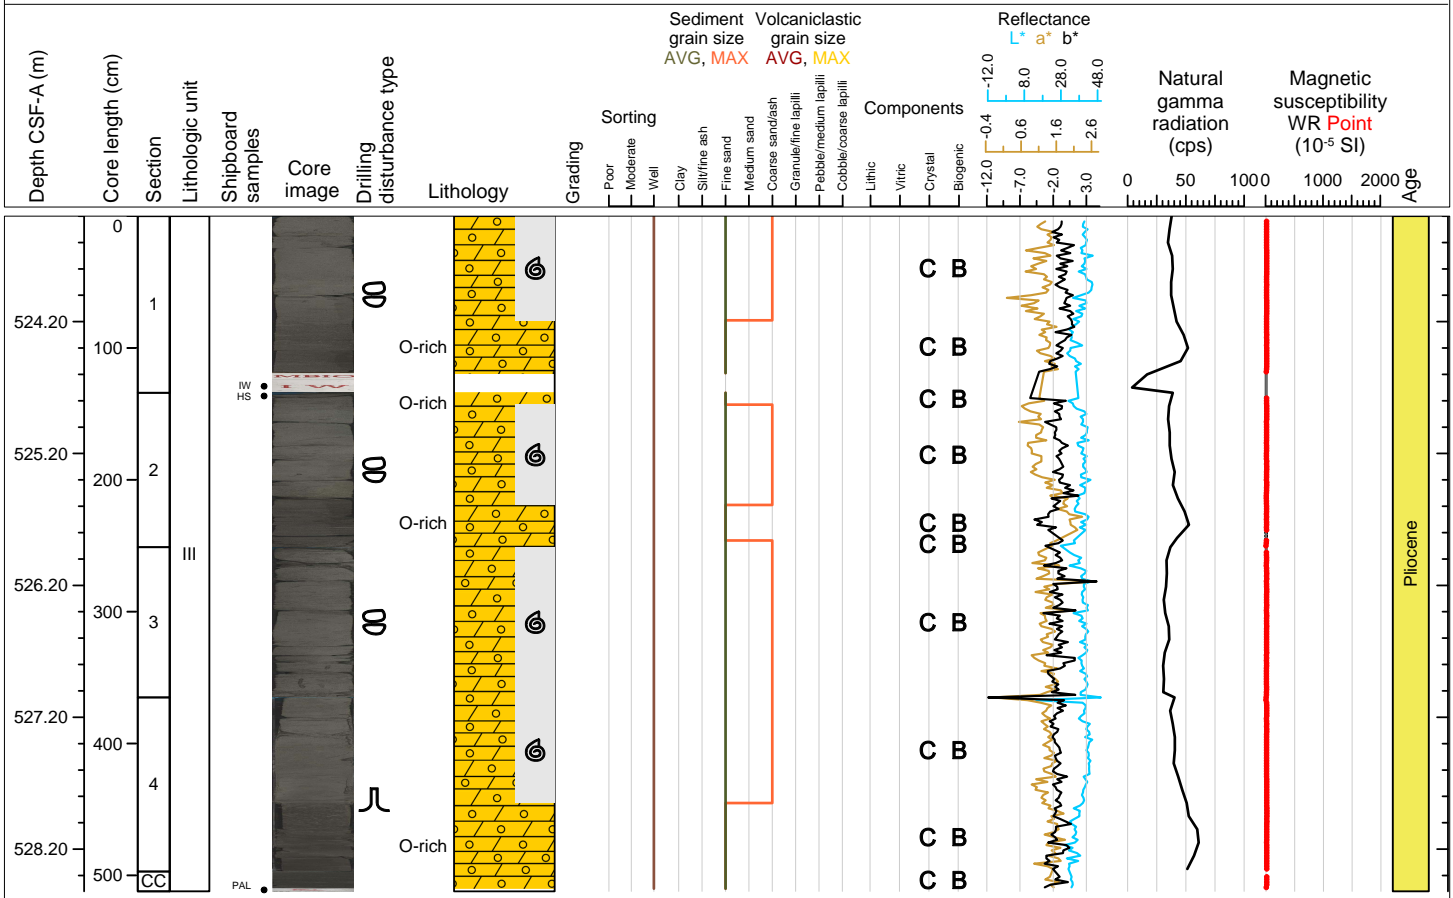 Depth CSF-A (m)
Core length (cm)
Section
Lithologic unit
Shipboard
samples
Core
image
Drilling
disturbance type
Lithology
Grading
Sorting
Poor
Moderate
Well
Sediment
grain size
AVG, MAX
Volcaniclastic
grain size
AVG, MAX
Clay
Silt/fine ash
Fine sand
Medium sand
Coarse sand/ash
Granule/fine lapilli
Pebble/medium lapilli
Cobble/coarse lapilli
Components
Lithic
Vitric
Crystal
Biogenic
Reflectance
L* a* b*
-12.0 8.0 28.0 48.0
-0.4 0.6 1.6 2.6
-12.0 -7.0 -2.0 3.0
Natural
gamma
radiation
(cps)
0 50 100
Magnetic
susceptibility
WR Point
(10-5 SI)
0 1000 2000
Age
0
C B
1
524.20
100
O-rich
C B
MBIO
IW
I W
HS
O-rich
C B
525.20
2
C B
200
O-rich
C B
C B
III
Pliocene
526.20
300
3
C B
527.20
400
C B
4
528.20
O-rich
C B
500
CC
PAL
C B